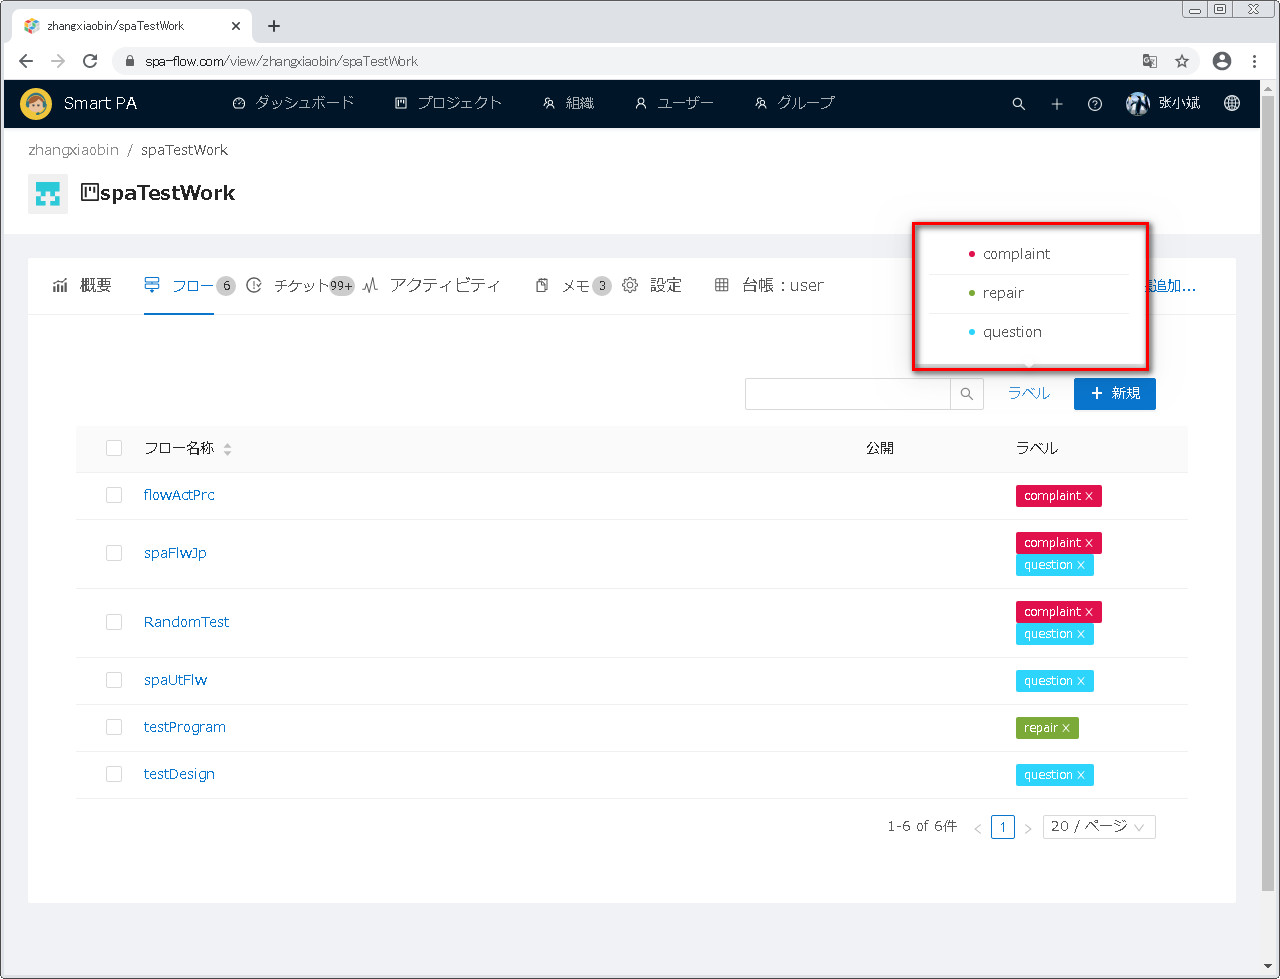 zhangxiaobin/spaTestWork
spa-flow.com/view/zhangxiaobin/spaTestWork
Smart PA ダッシュボード プロジェクト 組織 ユーザー グループ 张小斌
zhangxiaobin / spaTestWork
spaTestWork
complaint
repair
question
概要 フロー 6 チケット 99+ アクティビティ メモ 3 設定 台帳：user 追加...
ラベル + 新規
フロー名称 公開 ラベル
flowActPrc complaint ×
spaFlwJp complaint ×
question ×
RandomTest complaint ×
question ×
spaUtFlw question ×
testProgram repair ×
testDesign question ×
1-6 of 6件 < 1 > 20 / ページ